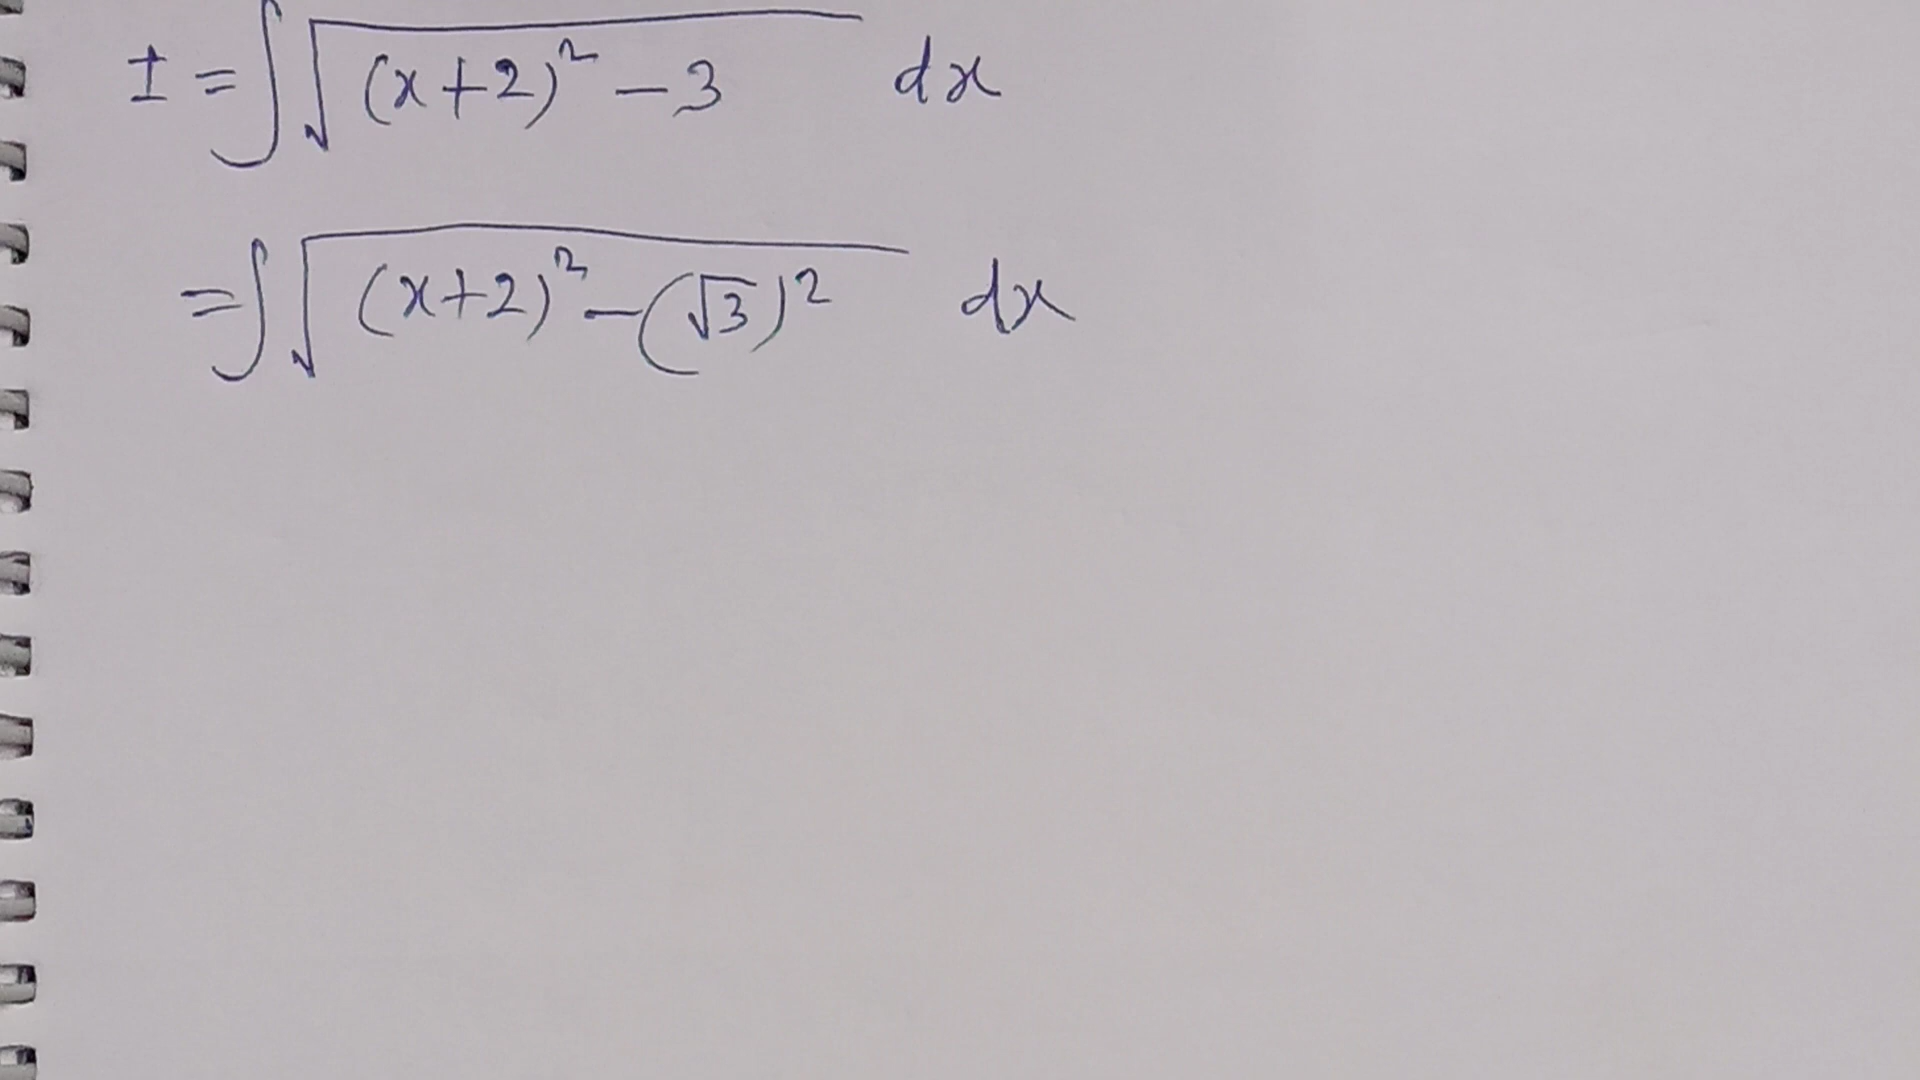 I = ∫√((x+2)² - 3) dx
= ∫√((x+2)² - (√3)²) dx